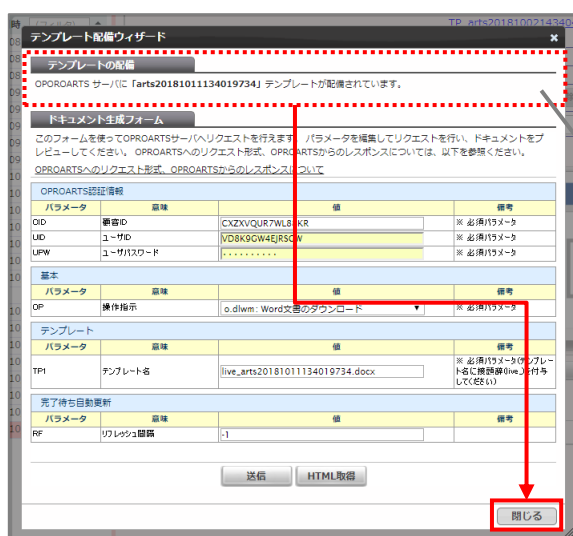 TP_arts2018100714340
テンプレート配備ウィザード
テンプレートの配備
OPOROARTS サーバに「arts20181011134019734」テンプレートが配備されています。
ドキュメント生成フォーム
このフォームを使ってOPROARTSサーバへリクエストを行えます。パラメータを編集してリクエストを行い、ドキュメントをプ
レビューしてください。 OPROARTSへのリクエスト形式、OPROARTSからのレスポンスについては、以下を参照ください。
OPROARTSへのリクエスト形式、OPROARTSからのレスポンスについて
OPROARTS認証情報
パラメータ 意味 値 備考
OID 顧客ID ※ 必須パラメータ
UID ユーザID ※ 必須パラメータ
UPW ユーザパスワード ・・・・・・・・・・ ※ 必須パラメータ
基本
パラメータ 意味 値 備考
OP 操作指示 o.dlwm : Word文書のダウンロード ※ 必須パラメータ
テンプレート
パラメータ 意味 値 備考
TP1 テンプレート名 live_arts20181011134019734.docx ※ 必須パラメータ(テンプレー
ト名に接頭辞(live_)を付与
してください)
完了待ち自動更新
パラメータ 意味 値 備考
RF リフレッシュ間隔 -1
送信 HTML取得
閉じる